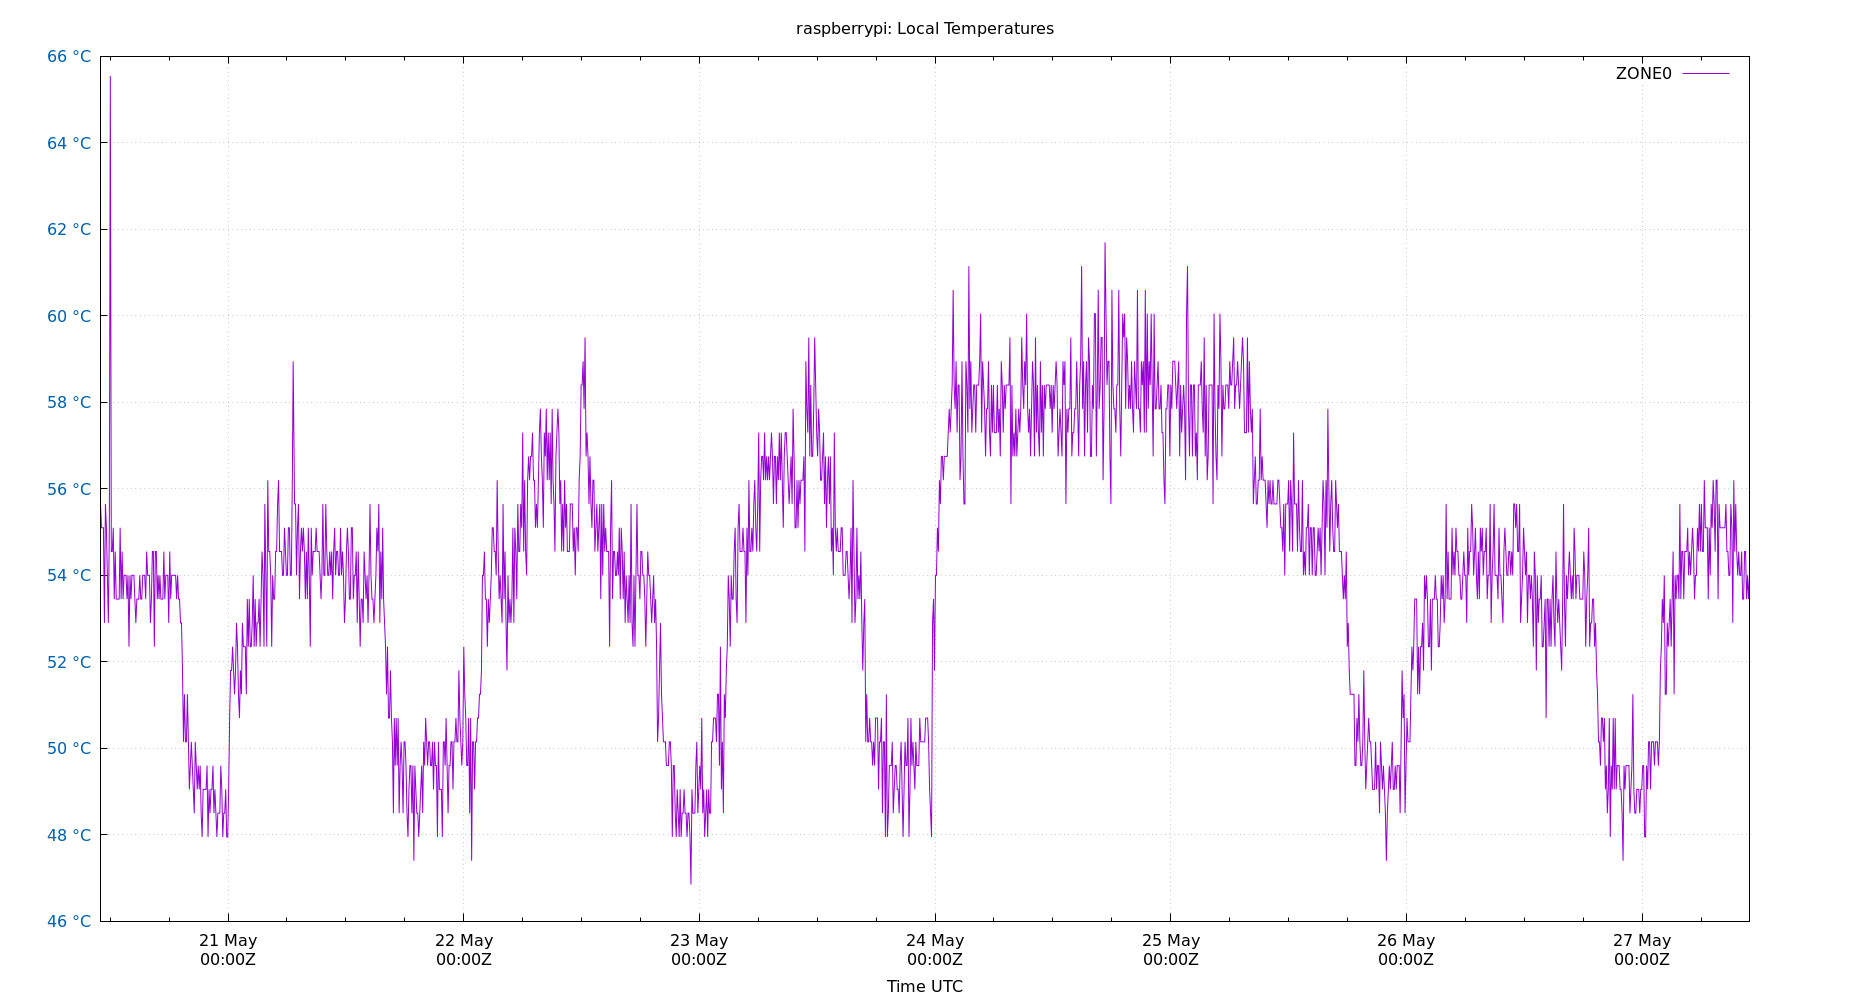 raspberrypi: Local Temperatures
66 °C
64 °C
62 °C
60 °C
58 °C
56 °C
54 °C
52 °C
50 °C
48 °C
46 °C
ZONE0
21 May 22 May 23 May 24 May 25 May 26 May 27 May
00:00Z 00:00Z 00:00Z 00:00Z 00:00Z 00:00Z 00:00Z
Time UTC